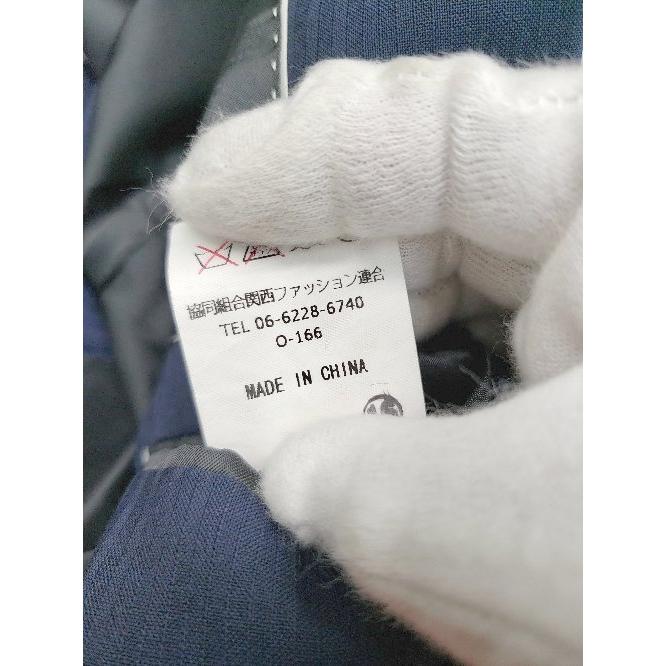 協同組合関西ファッション連合
TEL 06-6228-6740
O-166
MADE IN CHINA